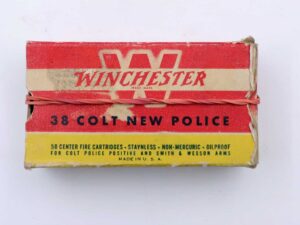 W
WINCHESTER
TRADE MARK
38 COLT NEW POLICE
50 CENTER FIRE CARTRIDGES - STAYNLESS - NON-MERCURIC - OILPROOF
FOR COLT POLICE POSITIVE AND SMITH & WESSON ARMS
MADE IN U.S.A.